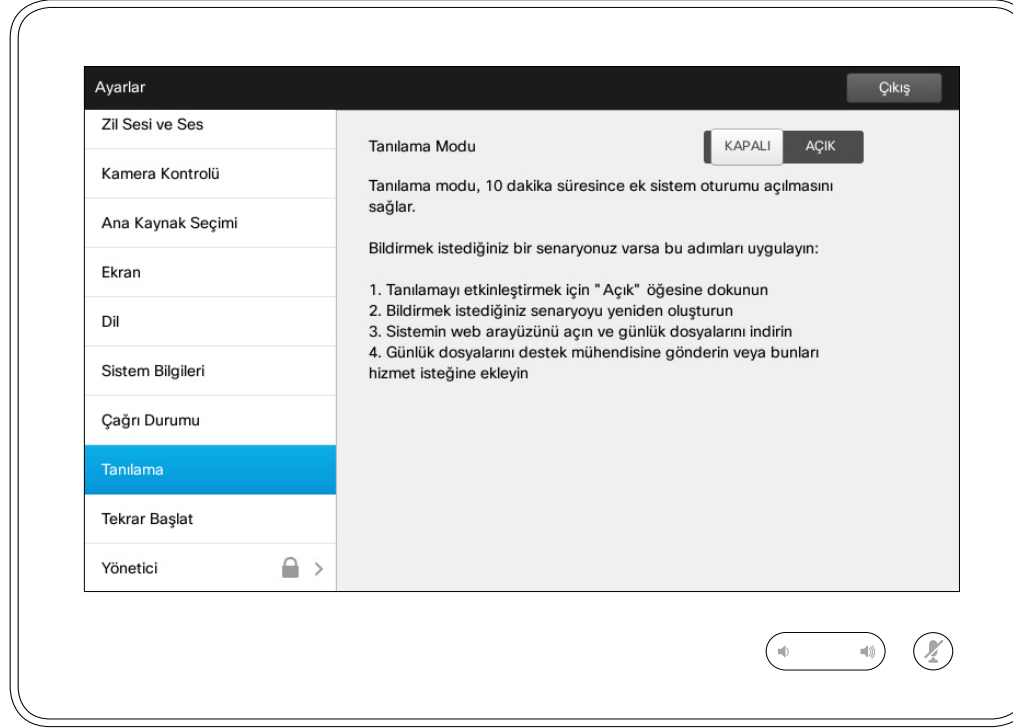 Ayarlar
Çıkış
Zil Sesi ve Ses
Kamera Kontrolü
Ana Kaynak Seçimi
Ekran
Dil
Sistem Bilgileri
Çağrı Durumu
Tanılama
Tekrar Başlat
Yönetici
Tanılama Modu
KAPALI
AÇIK
Tanılama modu, 10 dakika süresince ek sistem oturumu açılmasını
sağlar.
Bildirmek istediğiniz bir senaryonuz varsa bu adımları uygulayın:
1. Tanılamayı etkinleştirmek için "Açık" öğesine dokunun
2. Bildirmek istediğiniz senaryoyu yeniden oluşturun
3. Sistemin web arayüzünü açın ve günlük dosyalarını indirin
4. Günlük dosyalarını destek mühendisine gönderin veya bunları
hizmet isteğine ekleyin